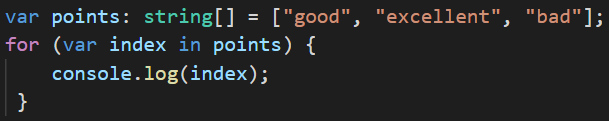 var points: string[] = ["good", "excellent", "bad"];
for (var index in points) {
    console.log(index);
 }